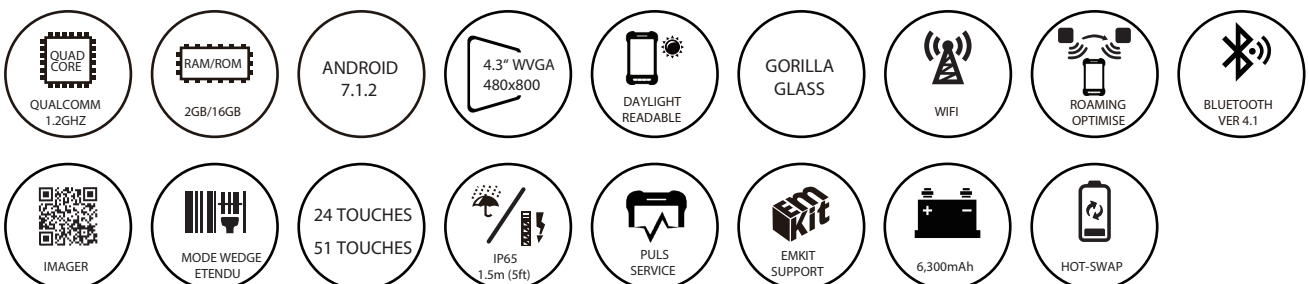 QUAD
CORE
QUALCOMM
1.2GHZ
RAM/ROM
2GB/16GB
ANDROID
7.1.2
4.3“ WVGA
480x800
DAYLIGHT
READABLE
GORILLA
GLASS
WIFI
ROAMING
OPTIMISE
BLUETOOTH
VER 4.1
IMAGER
MODE WEDGE
ETENDU
24 TOUCHES
51 TOUCHES
IP65
1.5m (5ft)
PULS
SERVICE
EMKit
EMKIT
SUPPORT
6,300mAh
HOT-SWAP